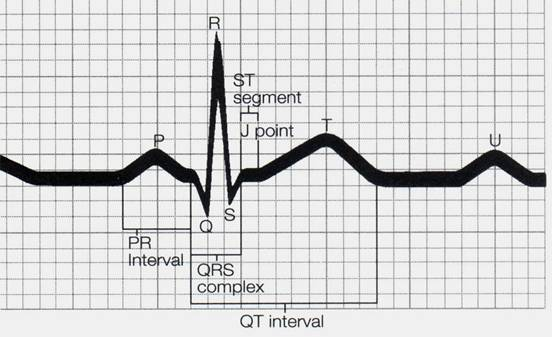 R
ST
segment
J point
P
T
U
Q
S
PR
Interval
QRS
complex
QT interval